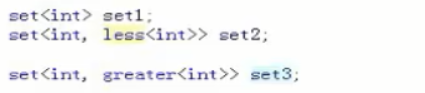 set<int> set1;
set<int, less<int>> set2;
set<int, greater<int>> set3;